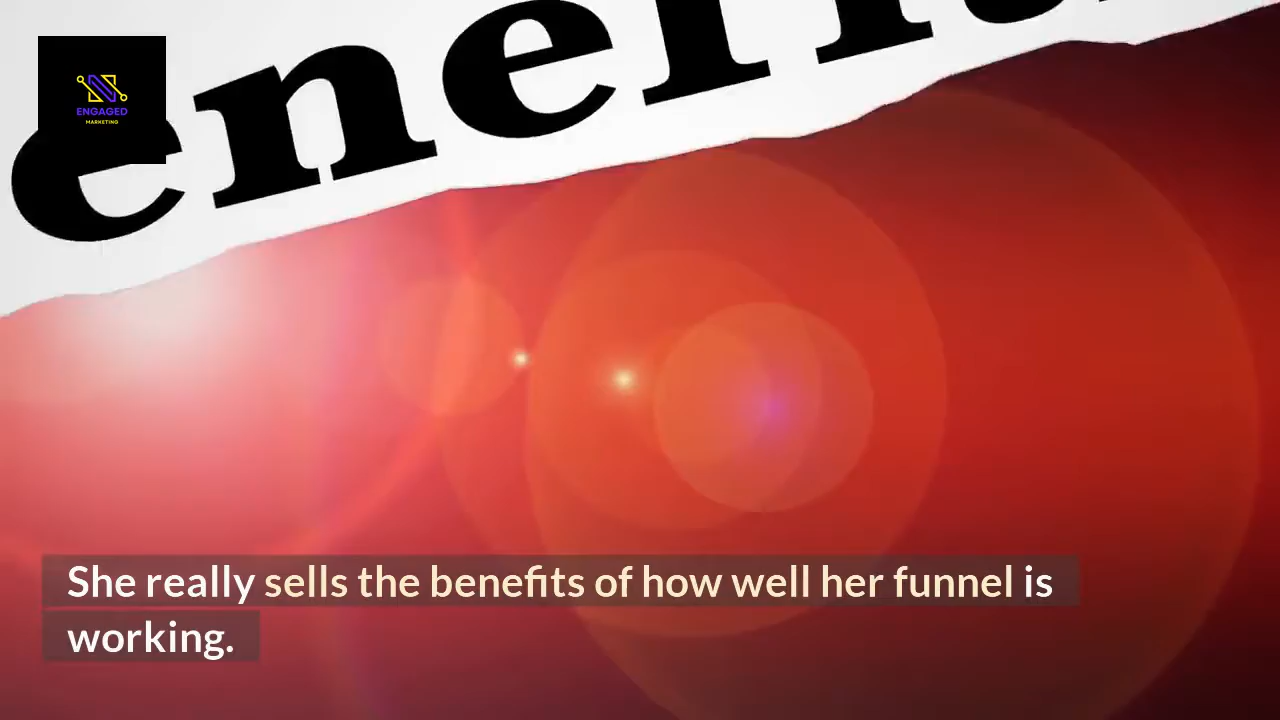 enefit
ENGAGED
MARKETING
She really sells the benefits of how well her funnel is
working.